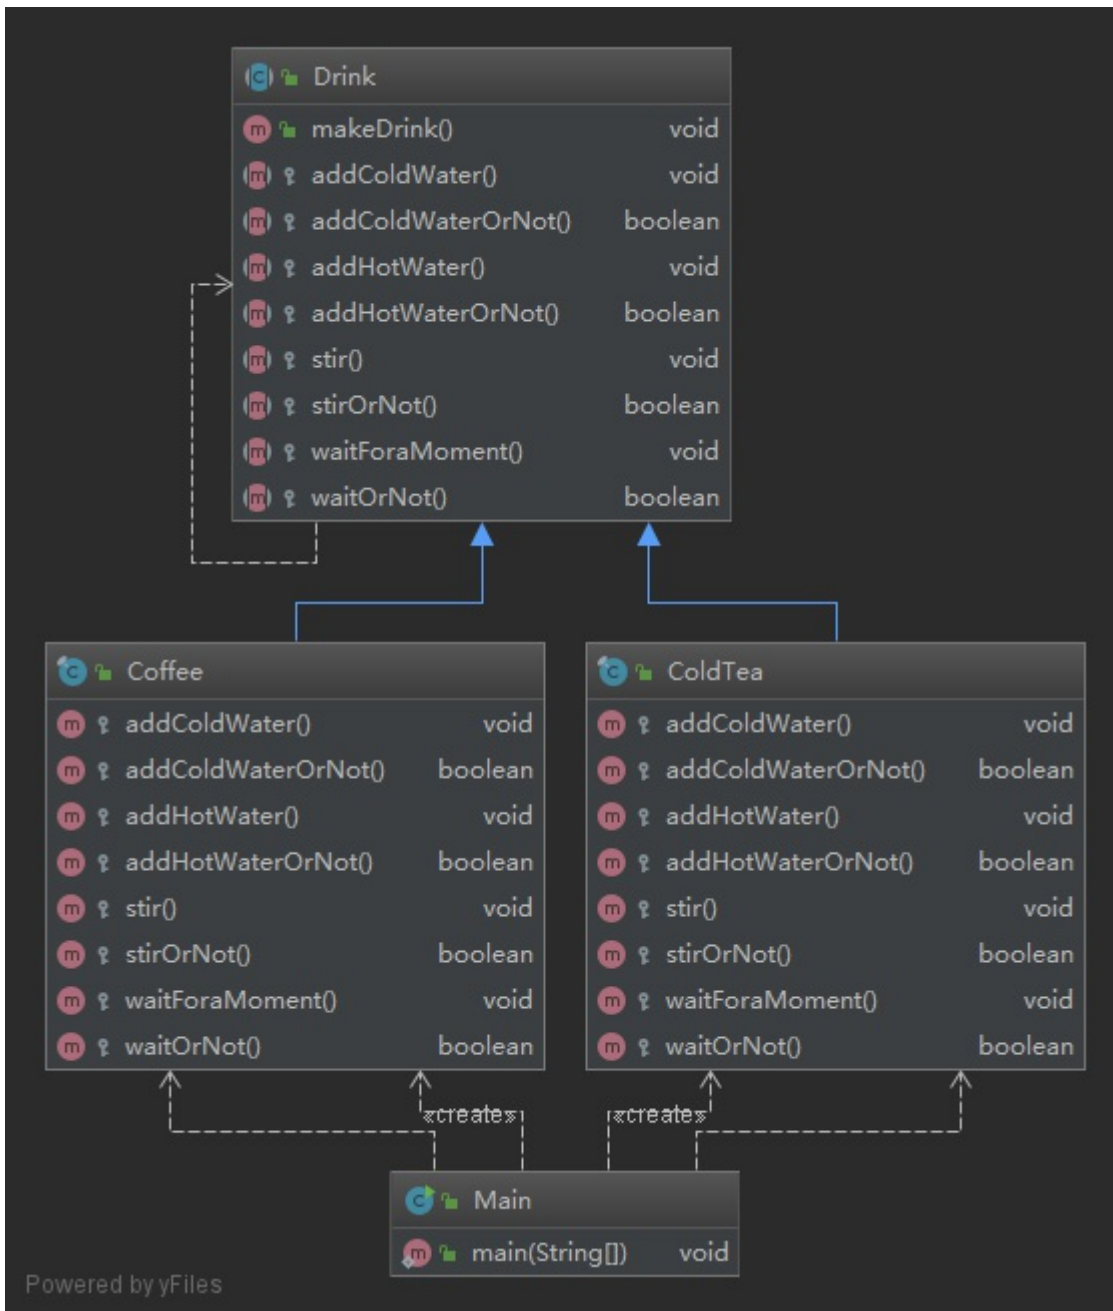 Drink
makeDrink() void
addColdWater() void
addColdWaterOrNot() boolean
addHotWater() void
addHotWaterOrNot() boolean
stir() void
stirOrNot() boolean
waitForaMoment() void
waitOrNot() boolean
Coffee
addColdWater() void
addColdWaterOrNot() boolean
addHotWater() void
addHotWaterOrNot() boolean
stir() void
stirOrNot() boolean
waitForaMoment() void
waitOrNot() boolean
ColdTea
addColdWater() void
addColdWaterOrNot() boolean
addHotWater() void
addHotWaterOrNot() boolean
stir() void
stirOrNot() boolean
waitForaMoment() void
waitOrNot() boolean
«create» «create»
Main
main(String[]) void
Powered by yFiles